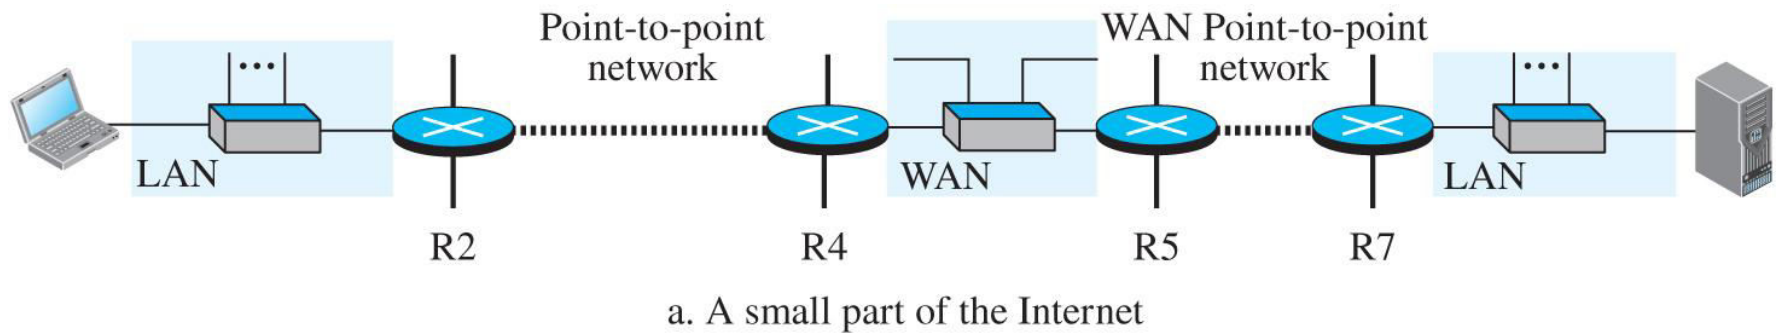 Point-to-point
network
WAN Point-to-point
network
LAN
WAN
LAN
R2
R4
R5
R7
a. A small part of the Internet